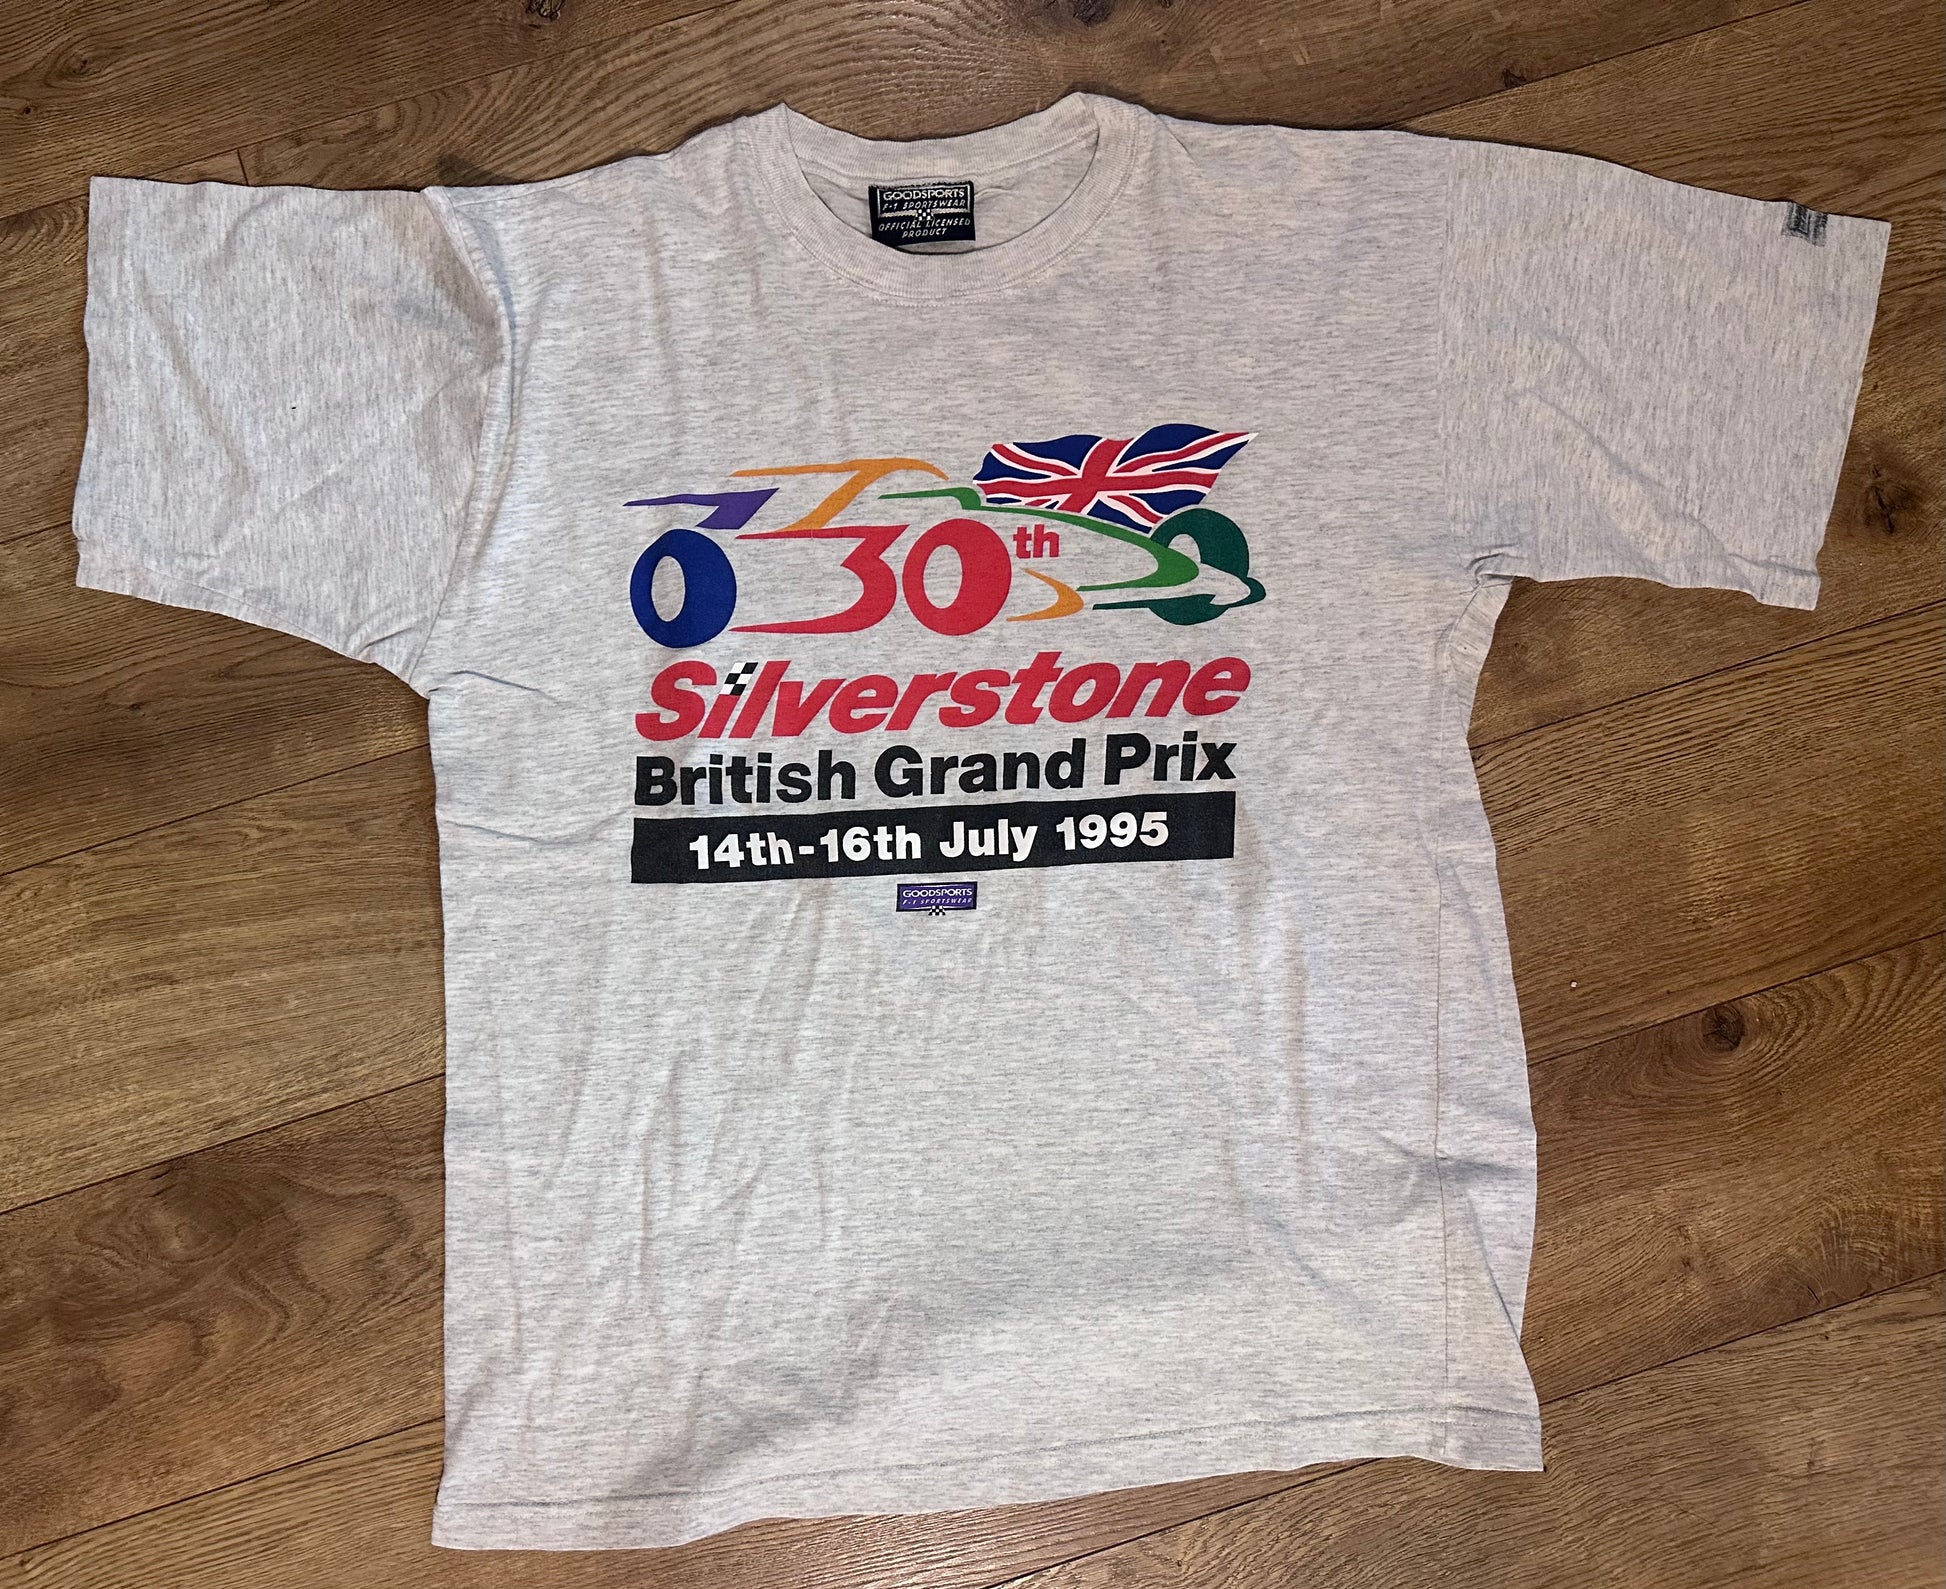 GOODSPORTS
F-1 SPORTSWEAR
OFFICIAL LICENSED
PRODUCT
30th
Silverstone
British Grand Prix
14th-16th July 1995
GOODSPORTS
F-1 SPORTSWEAR